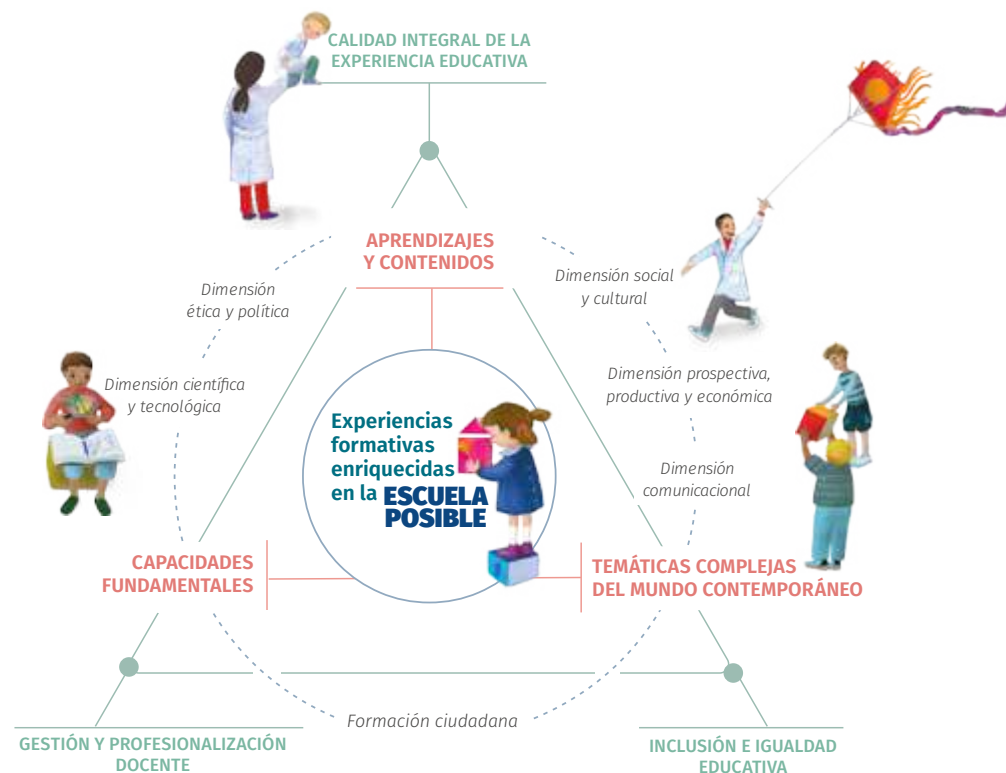 CALIDAD INTEGRAL DE LA
EXPERIENCIA EDUCATIVA
APRENDIZAJES
Y CONTENIDOS
Dimensión
ética y política
Dimensión social
y cultural
Dimensión científica
y tecnológica
Dimensión prospectiva,
productiva y económica
Experiencias
formativas
enriquecidas
en la ESCUELA
POSIBLE
Dimensión
comunicacional
CAPACIDADES
FUNDAMENTALES
TEMÁTICAS COMPLEJAS
DEL MUNDO CONTEMPORÁNEO
Formación ciudadana
GESTIÓN Y PROFESIONALIZACIÓN
DOCENTE
INCLUSIÓN E IGUALDAD
EDUCATIVA